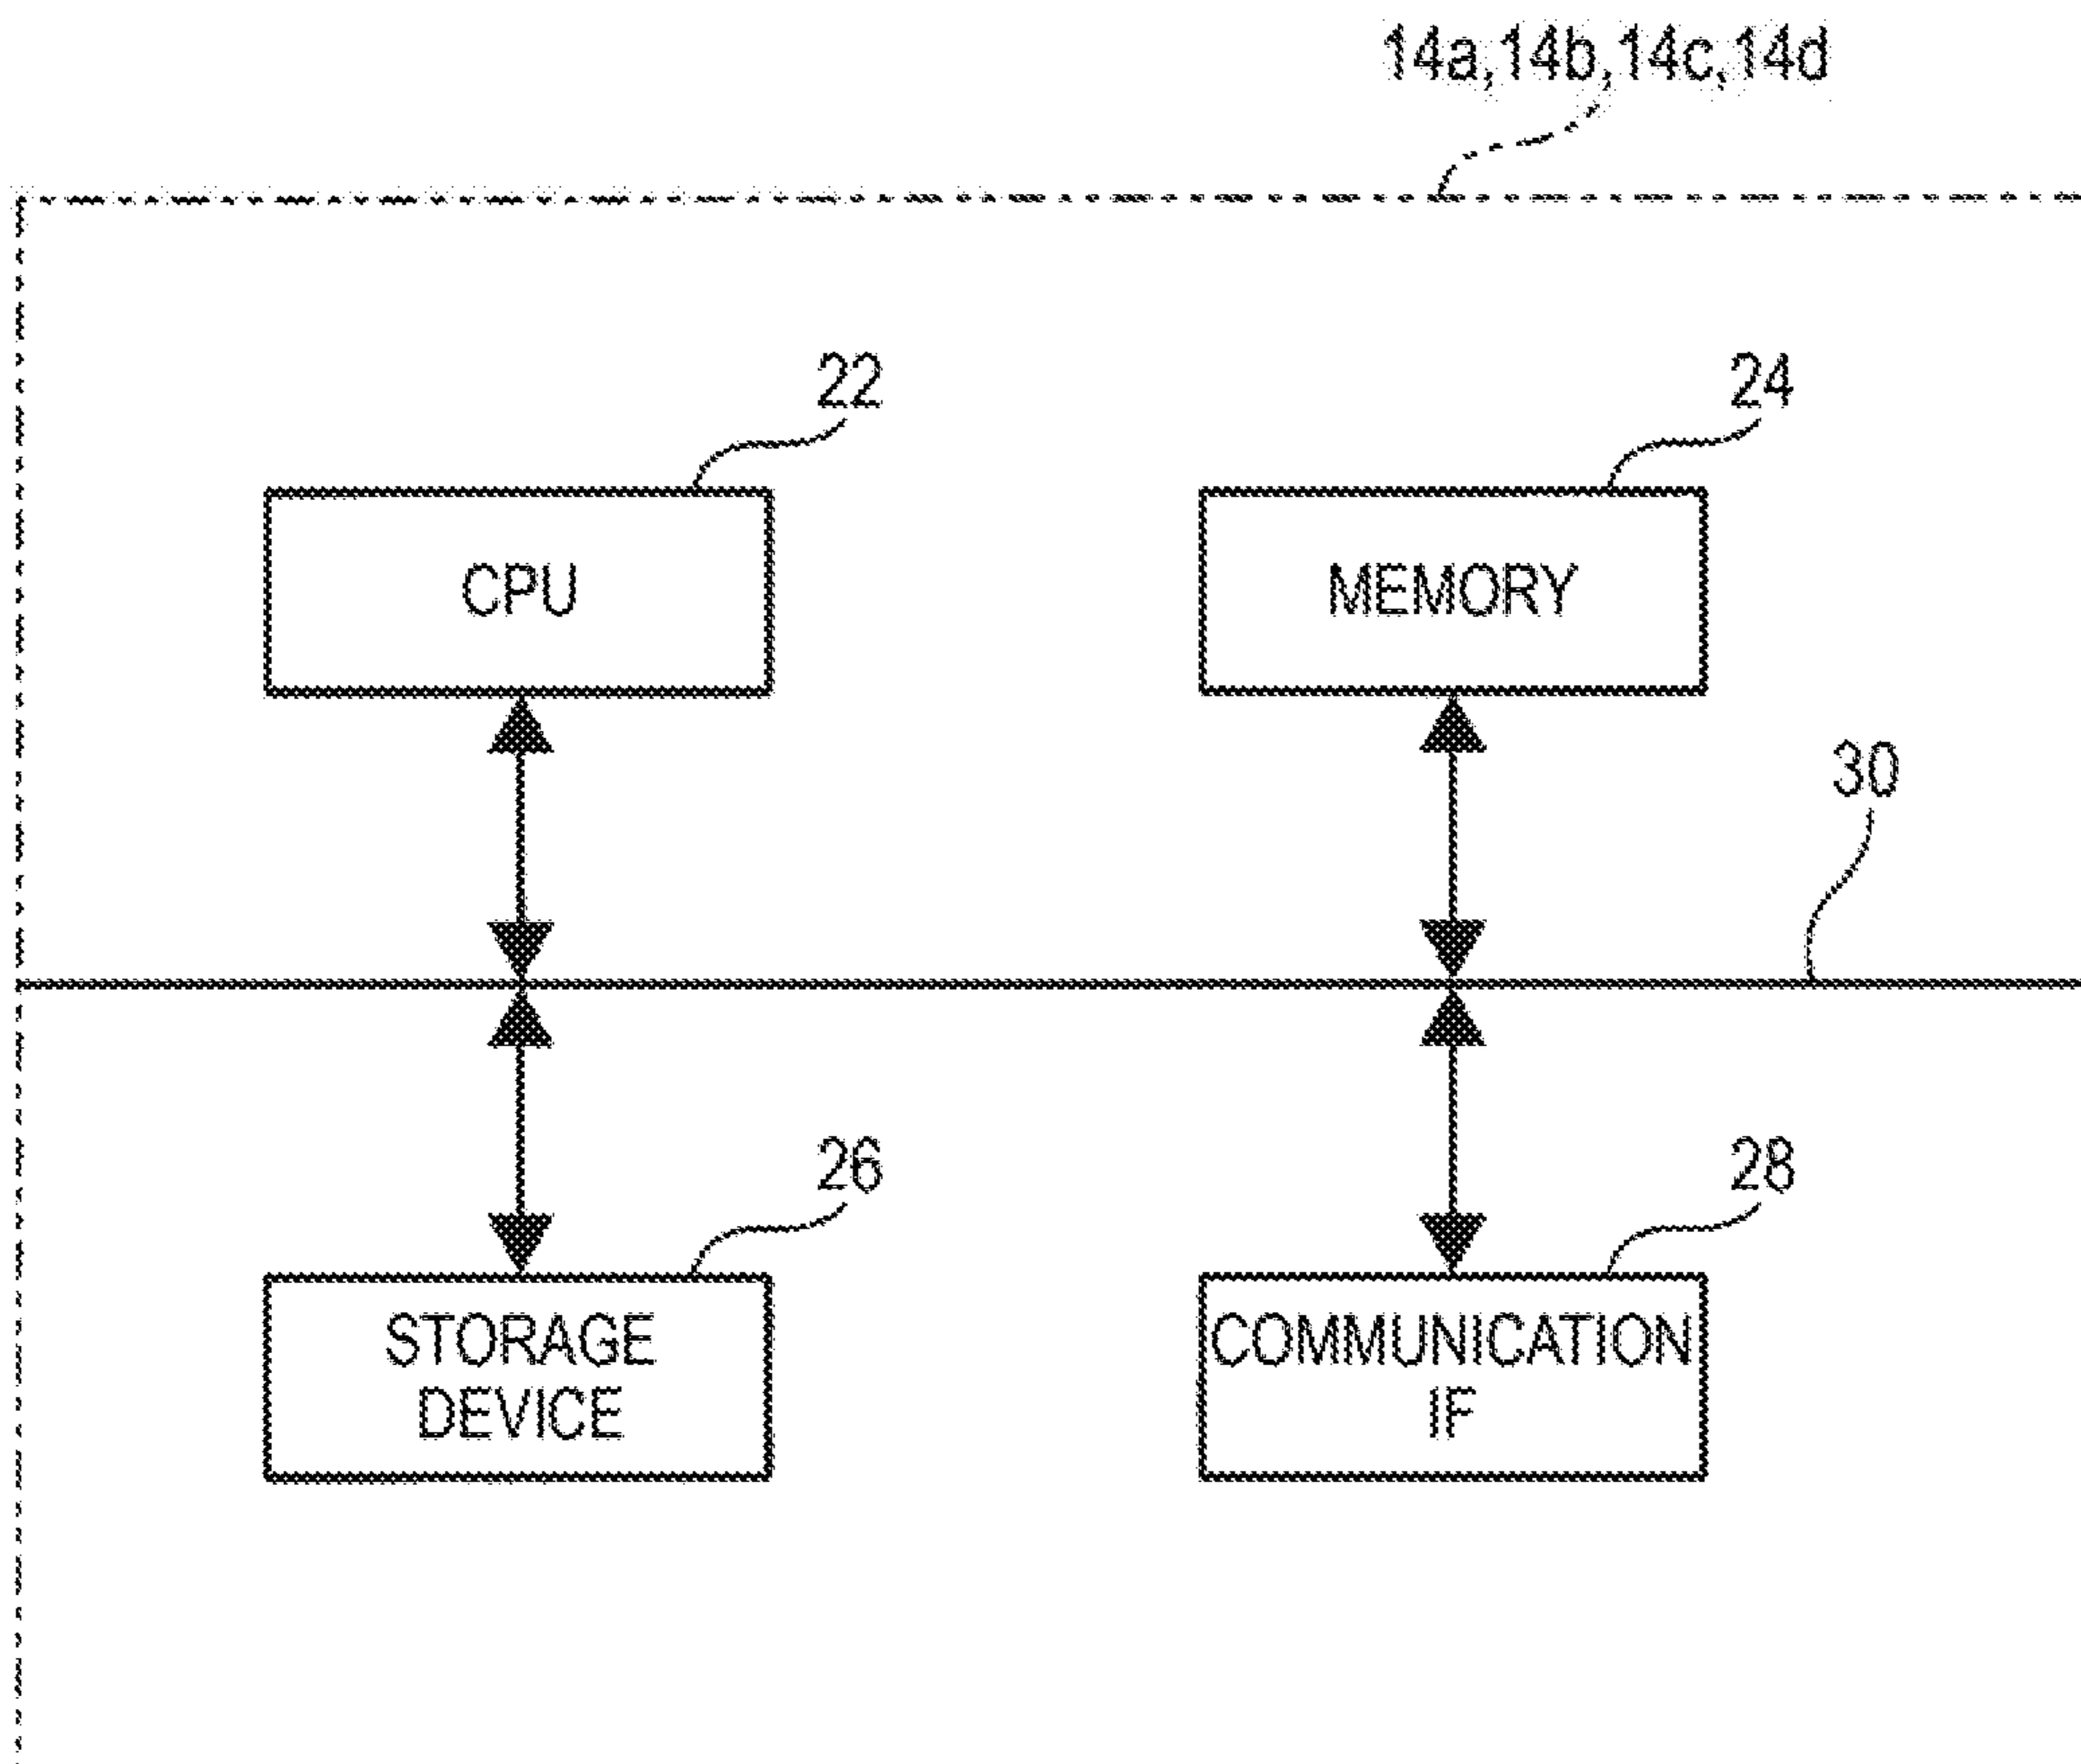 14a,14b,14c,14d
22
24
CPU
MEMORY
30
26
28
STORAGE
DEVICE
COMMUNICATION
IF